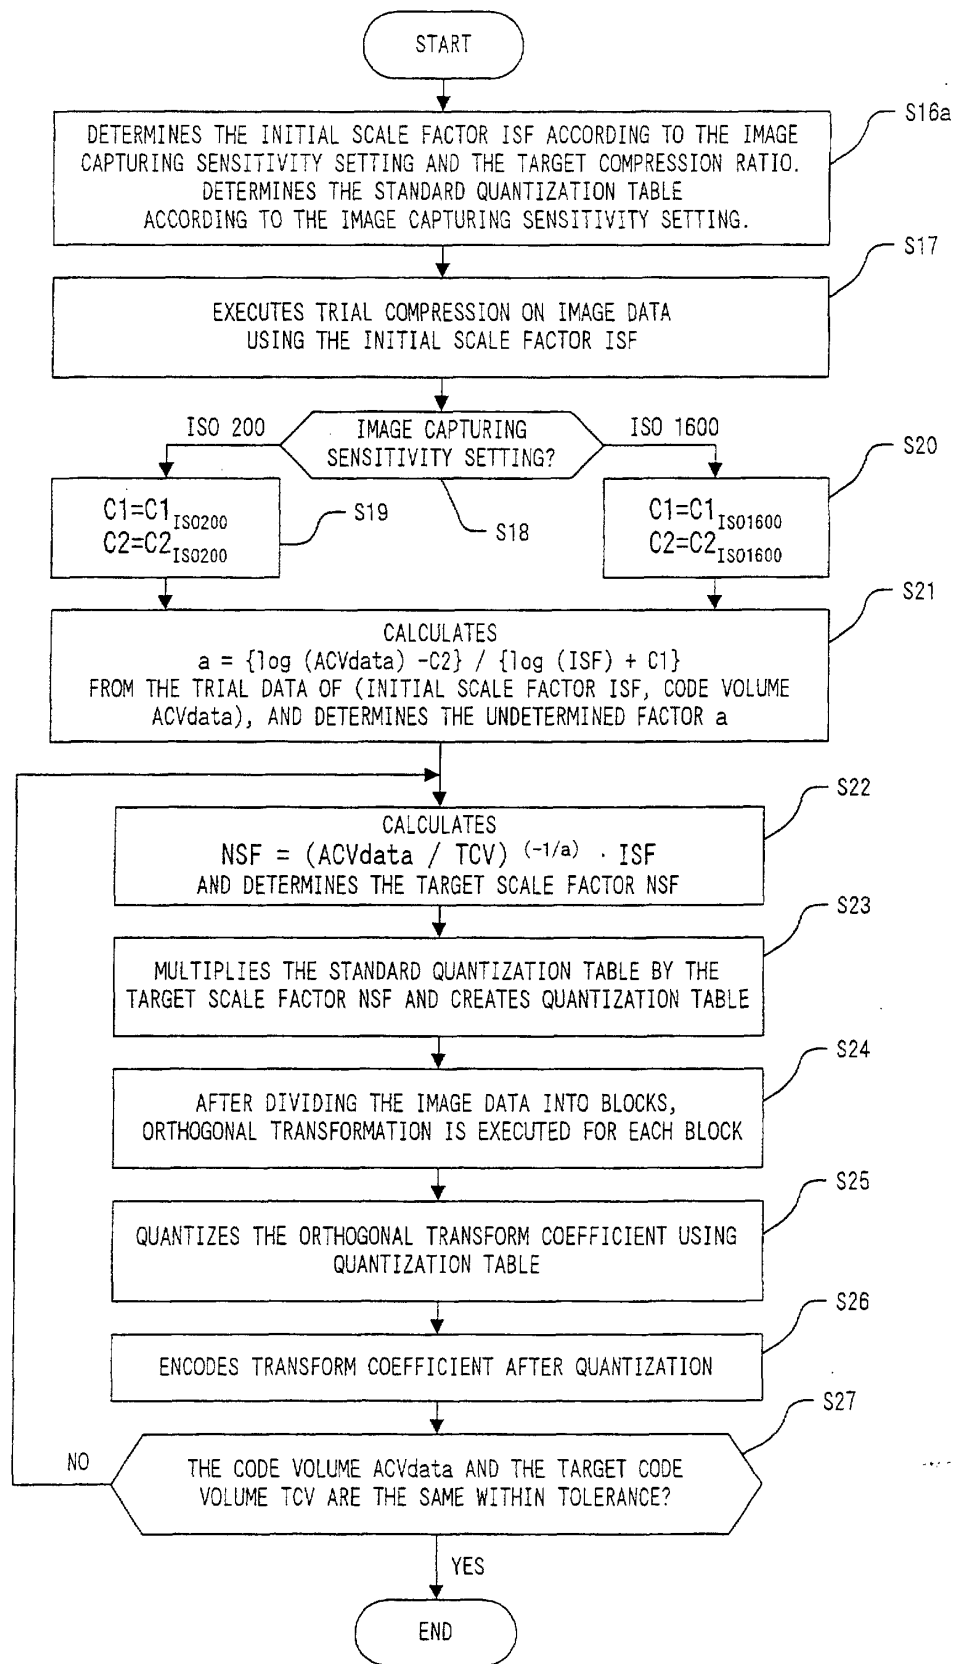 START
S16a
DETERMINES THE INITIAL SCALE FACTOR ISF ACCORDING TO THE IMAGE
CAPTURING SENSITIVITY SETTING AND THE TARGET COMPRESSION RATIO.
DETERMINES THE STANDARD QUANTIZATION TABLE
ACCORDING TO THE IMAGE CAPTURING SENSITIVITY SETTING.
S17
EXECUTES TRIAL COMPRESSION ON IMAGE DATA
USING THE INITIAL SCALE FACTOR ISF
ISO 200
IMAGE CAPTURING
SENSITIVITY SETTING?
ISO 1600
S18
C1=C1ISO200
C2=C2ISO200
S19
C1=C1ISO1600
C2=C2ISO1600
S20
S21
CALCULATES
a = {log (ACVdata) -C2} / {log (ISF) + C1}
FROM THE TRIAL DATA OF (INITIAL SCALE FACTOR ISF, CODE VOLUME
ACVdata), AND DETERMINES THE UNDETERMINED FACTOR a
S22
CALCULATES
NSF = (ACVdata / TCV) (-1/a) · ISF
AND DETERMINES THE TARGET SCALE FACTOR NSF
S23
MULTIPLIES THE STANDARD QUANTIZATION TABLE BY THE
TARGET SCALE FACTOR NSF AND CREATES QUANTIZATION TABLE
S24
AFTER DIVIDING THE IMAGE DATA INTO BLOCKS,
ORTHOGONAL TRANSFORMATION IS EXECUTED FOR EACH BLOCK
S25
QUANTIZES THE ORTHOGONAL TRANSFORM COEFFICIENT USING
QUANTIZATION TABLE
S26
ENCODES TRANSFORM COEFFICIENT AFTER QUANTIZATION
S27
NO
THE CODE VOLUME ACVdata AND THE TARGET CODE
VOLUME TCV ARE THE SAME WITHIN TOLERANCE?
YES
END